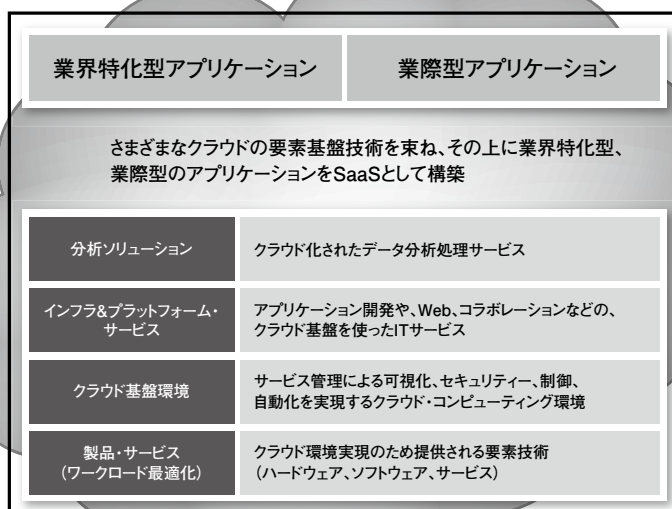 業界特化型アプリケーション
業際型アプリケーション
さまざまなクラウドの要素基盤技術を束ね、その上に業界特化型、
業際型のアプリケーションをSaaSとして構築
分析ソリューション
クラウド化されたデータ分析処理サービス
インフラ&プラットフォーム・
サービス
アプリケーション開発や、Web、コラボレーションなどの、
クラウド基盤を使ったITサービス
クラウド基盤環境
サービス管理による可視化、セキュリティー、制御、
自動化を実現するクラウド・コンピューティング環境
製品・サービス
(ワークロード最適化)
クラウド環境実現のため提供される要素技術
(ハードウェア、ソフトウェア、サービス)